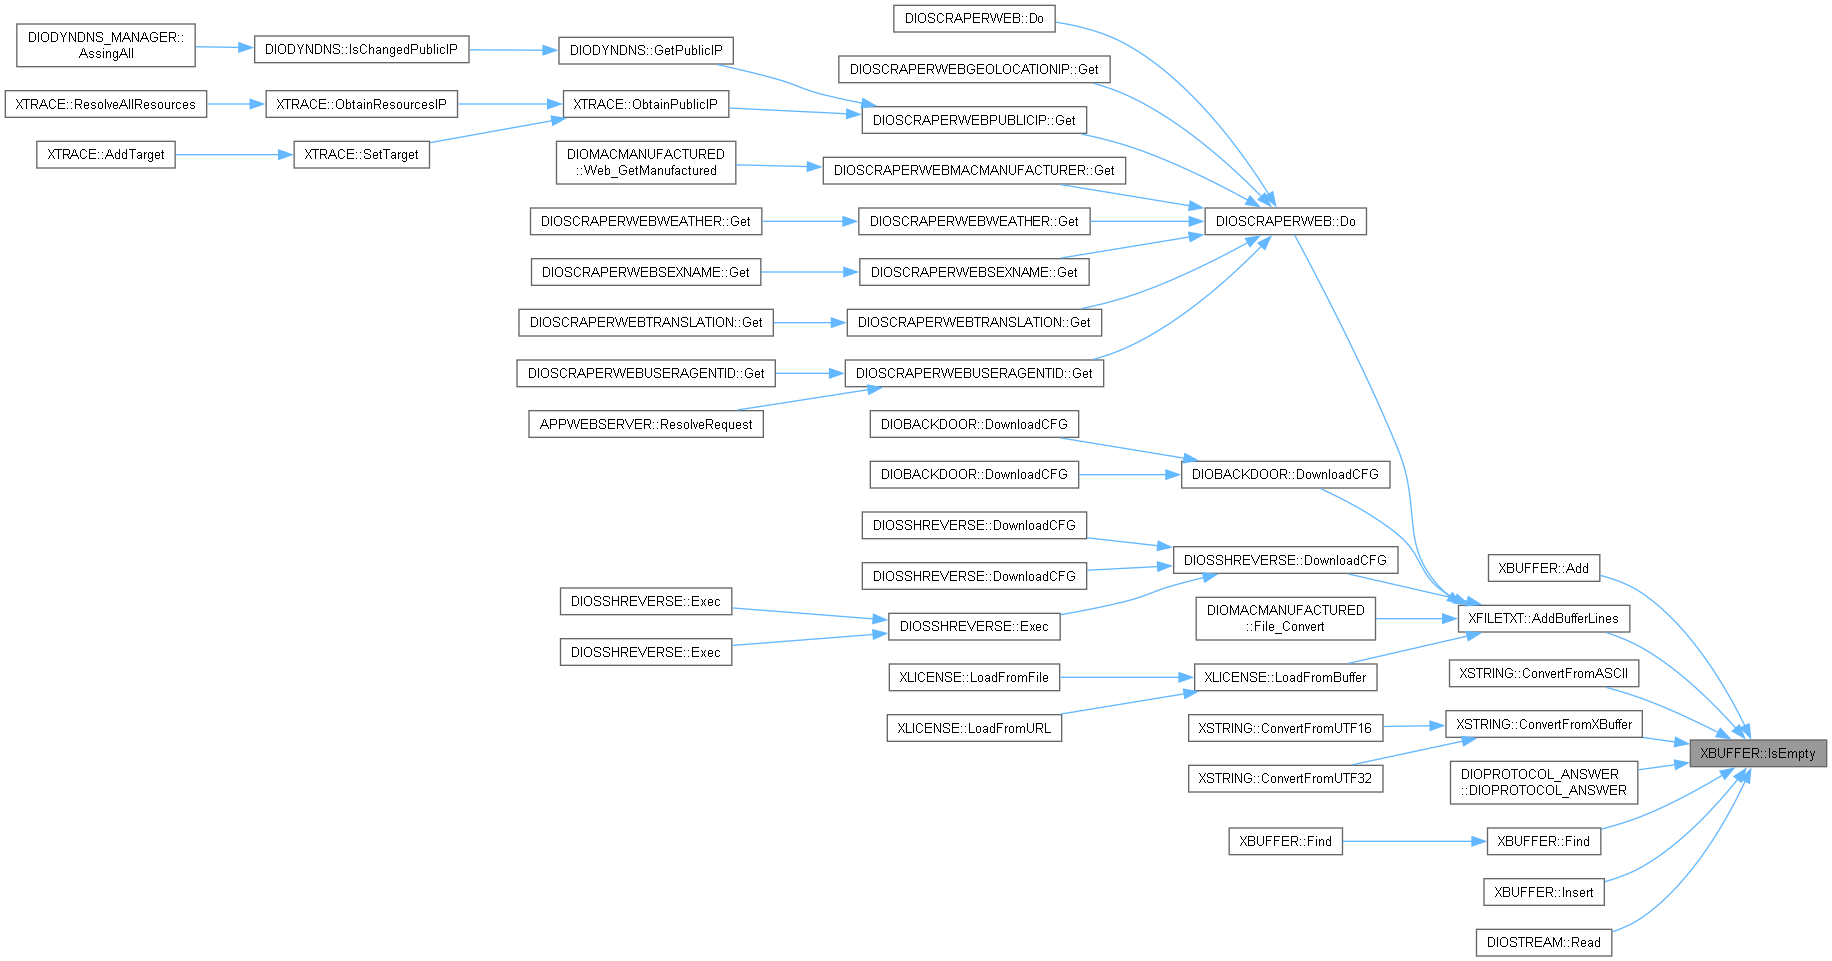 DIOSCRAPERWEB::Do
DIODYNDNS_MANAGER::
AssingAll
DIODYNDNS::IsChangedPublicIP
DIODYNDNS::GetPublicIP
DIOSCRAPERWEBGEOLOCATIONIP::Get
XTRACE::ResolveAllResources
XTRACE::ObtainResourcesIP
XTRACE::ObtainPublicIP
DIOSCRAPERWEBPUBLICIP::Get
XTRACE::AddTarget
XTRACE::SetTarget
DIOMACMANUFACTURED
::Web_GetManufactured
DIOSCRAPERWEBMACMANUFACTURER::Get
DIOSCRAPERWEBWEATHER::Get
DIOSCRAPERWEBWEATHER::Get
DIOSCRAPERWEB::Do
DIOSCRAPERWEBSEXNAME::Get
DIOSCRAPERWEBSEXNAME::Get
DIOSCRAPERWEBTRANSLATION::Get
DIOSCRAPERWEBTRANSLATION::Get
DIOSCRAPERWEBUSERAGENTID::Get
DIOSCRAPERWEBUSERAGENTID::Get
APPWEBSERVER::ResolveRequest
DIOBACKDOOR::DownloadCFG
DIOBACKDOOR::DownloadCFG
DIOBACKDOOR::DownloadCFG
DIOSSHREVERSE::DownloadCFG
DIOSSHREVERSE::DownloadCFG
DIOSSHREVERSE::DownloadCFG
XBUFFER::Add
DIOSSHREVERSE::Exec
DIOSSHREVERSE::Exec
DIOSSHREVERSE::Exec
DIOMACMANUFACTURED
::File_Convert
XFILETXT::AddBufferLines
XLICENSE::LoadFromFile
XLICENSE::LoadFromBuffer
XSTRING::ConvertFromASCII
XLICENSE::LoadFromURL
XSTRING::ConvertFromUTF16
XSTRING::ConvertFromXBuffer
XBUFFER::IsEmpty
XSTRING::ConvertFromUTF32
DIOPROTOCOL_ANSWER
::DIOPROTOCOL_ANSWER
XBUFFER::Find
XBUFFER::Find
XBUFFER::Insert
DIOSTREAM::Read